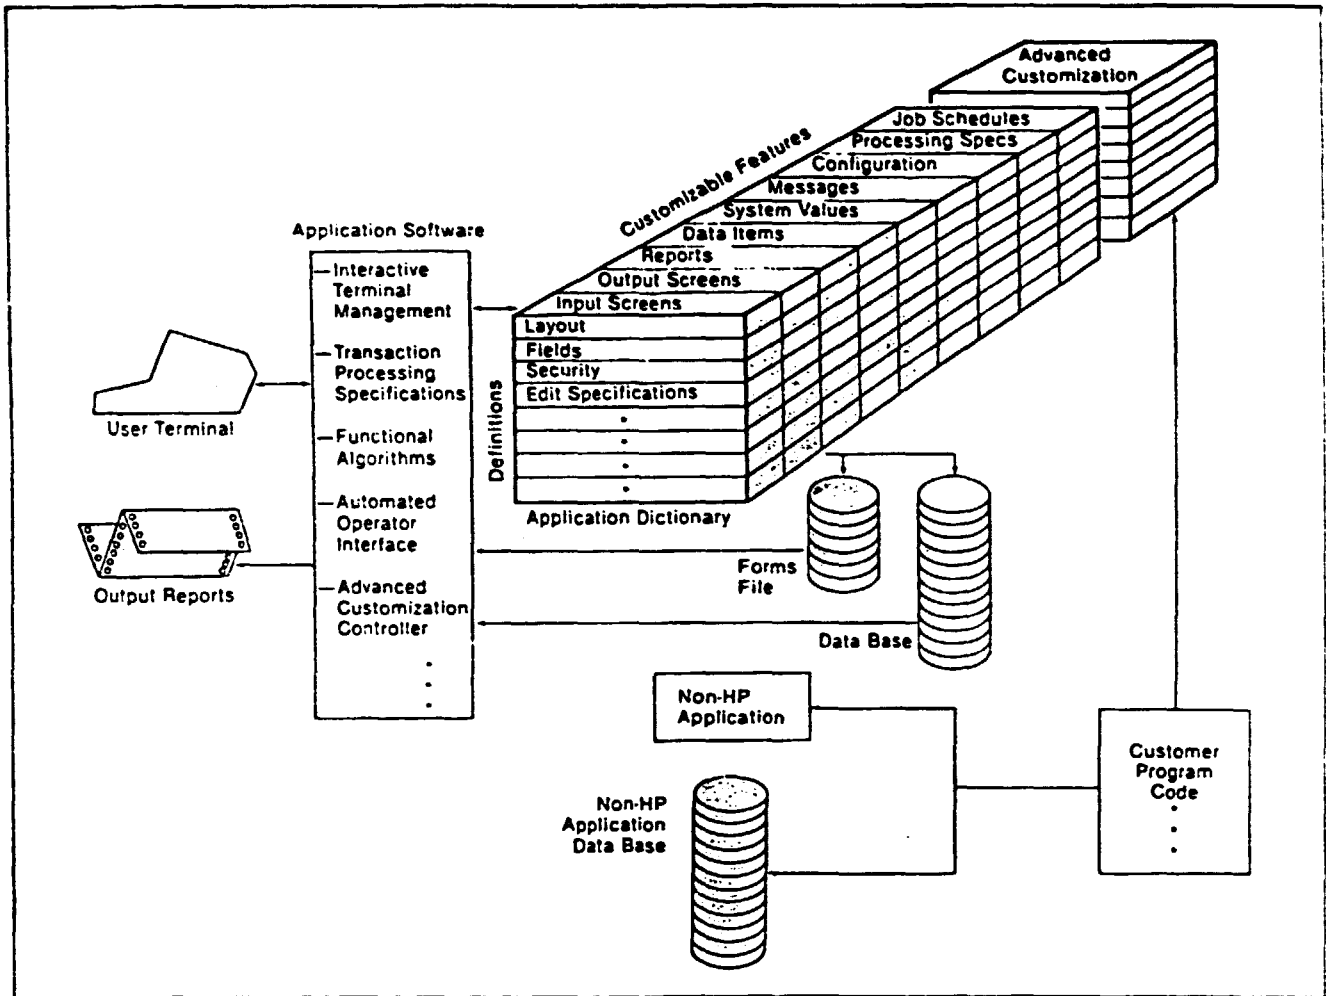 Advanced
Customization
Customizable Features
Job Schedules
Processing Specs
Configuration
Messages
System Values
Data Items
Reports
Output Screens
Input Screens
Application Software
Interactive
Terminal
Management
Transaction
Processing
Specifications
Functional
Algorithms
Automated
Operator
Interface
Advanced
Customization
Controller
User Terminal
Output Reports
Definitions
Layout
Fields
Security
Edit Specifications
Application Dictionary
Forms
File
Data Base
Non-HP
Application
Non-HP
Application
Data Base
Customer
Program
Code